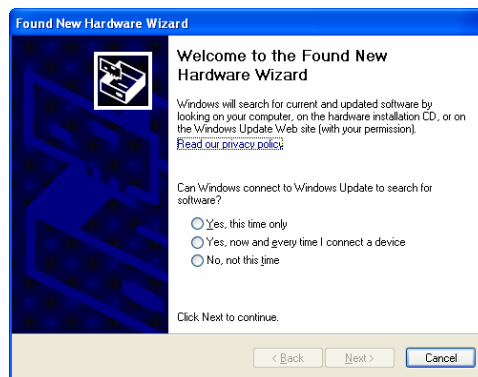 Found New Hardware Wizard
Welcome to the Found New
Hardware Wizard
Windows will search for current and updated software by
looking on your computer, on the hardware installation CD, or on
the Windows Update Web site (with your permission).
Read our privacy policy
Can Windows connect to Windows Update to search for
software?
Yes, this time only
Yes, now and every time I connect a device
No, not this time
Click Next to continue.
< Back Next > Cancel